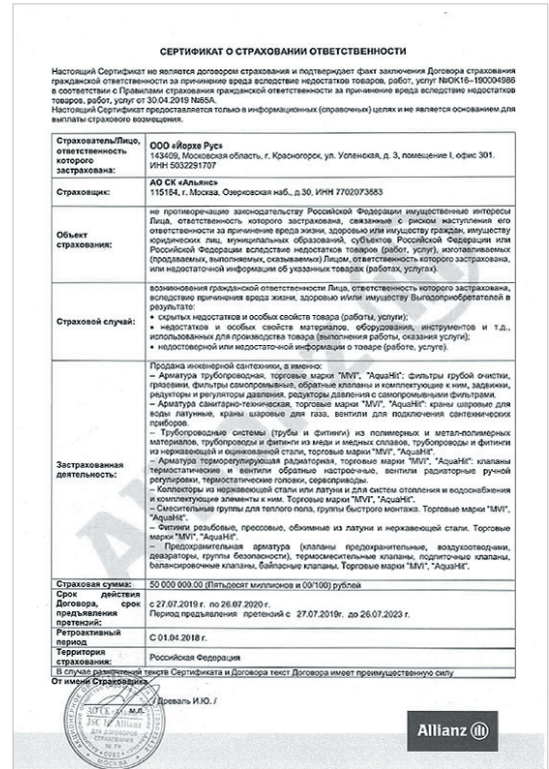 СЕРТИФИКАТ О СТРАХОВАНИИ ОТВЕТСТВЕННОСТИ
Настоящий Сертификат не является договором страхования и подтверждает факт заключения Договора страхования
гражданской ответственности за причинение вреда вследствие недостатков товаров, работ, услуг №ОК16–190004986
в соответствии с Правилами страхования гражданской ответственности за причинение вреда вследствие недостатков
товаров, работ, услуг от 30.04.2019 №65А.
Настоящий Сертификат предоставляется только в информационных (справочных) целях и не является основанием для
выплаты страхового возмещения.
Страхователь/Лицо,
ответственность
которого
застрахована:
ООО «Йорхе Рус»
143409, Московская область, г. Красногорск, ул. Успенская, д. 3, помещение I, офис 301.
ИНН 5032291707
Страховщик:
АО СК «Альянс»
115184, г. Москва, Озерковская наб., д.30, ИНН 7702073683
Объект
страхования:
не противоречащие законодательству Российской Федерации имущественные интересы
Лица, ответственность которого застрахована, связанные с риском наступления его
ответственности за причинение вреда жизни, здоровью или имуществу граждан, имуществу
юридических лиц, муниципальных образований, субъектов Российской Федерации или
Российской Федерации вследствие недостатков товаров (работ, услуг), изготавливаемых
(продаваемых, выполняемых, оказываемых) Лицом, ответственность которого застрахована,
или недостаточной информации об указанных товарах (работах, услугах).
Страховой случай:
возникновения гражданской ответственности Лица, ответственность которого застрахована,
вследствие причинения вреда жизни, здоровью и/или имуществу Выгодоприобретателей в
результате:
• скрытых недостатков и особых свойств товара (работы, услуги);
• недостатков и особых свойств материалов, оборудования, инструментов и т.д.,
использованных для производства товара (выполнения работы, оказания услуги);
• недостоверной или недостаточной информации о товаре (работе, услуге).
Застрахованная
деятельность:
Продажа инженерной сантехники, а именно:
– Арматура трубопроводная, торговые марки "MVI", "AquaHit": фильтры грубой очистки,
грязевики, фильтры самопромывные, обратные клапаны и комплектующие к ним, задвижки,
редукторы и регуляторы давления, редукторы давления с самопромывными фильтрами.
– Арматура санитарно-техническая, торговые марки "MVI", "AquaHit": краны шаровые для
воды латунные, краны шаровые для газа, вентили для подключения сантехнических
приборов.
– Трубопроводные системы (трубы и фитинги) из полимерных и метал-полимерных
материалов, трубопроводы и фитинги из меди и медных сплавов, трубопроводы и фитинги
из нержавеющей и оцинкованной стали, торговые марки "MVI", "AquaHit".
– Арматура терморегулирующая радиаторная, торговые марки "MVI", "AquaHit": клапаны
термостатические и вентили обратные настроечные, вентили радиаторные ручной
регулировки, термостатические головки, сервоприводы.
– Коллекторы из нержавеющей стали или латуни и для систем отопления и водоснабжения
и комплектующие элементы к ним. Торговые марки "MVI", "AquaHit".
– Смесительные группы для теплого пола, группы быстрого монтажа. Торговые марки "MVI",
"AquaHit".
– Фитинги резьбовые, прессовые, обжимные из латуни и нержавеющей стали. Торговые
марки "MVI", "AquaHit".
– Предохранительная арматура (клапаны предохранительные, воздухоотводчики,
деаэраторы, группы безопасности), термосмесительные клапаны, подпиточные клапаны,
балансировочные клапаны, байпасные клапаны. Торговые марки "MVI", "AquaHit".
Страховая сумма:
50 000 000.00 (Пятьдесят миллионов и 00/100) рублей
Срок действия
Договора, срок
предъявления
претензий:
с 27.07.2019 г. по 26.07.2020 г.
Период предъявления претензий с 27.07.2019г. до 26.07.2023 г.
Ретроактивный
период
С 01.04.2018 г.
Территория
страхования:
Российская Федерация
В случае разночтений текста Сертификата и Договора текст Договора имеет преимущественную силу
От имени Страховщика
М.П.
/ Древаль И.Ю. /
АО СК «Альянс»
JSC IC Allianz
ДЛЯ ДОГОВОРОВ
СТРАХОВАНИЯ
МОСКВА
Allianz